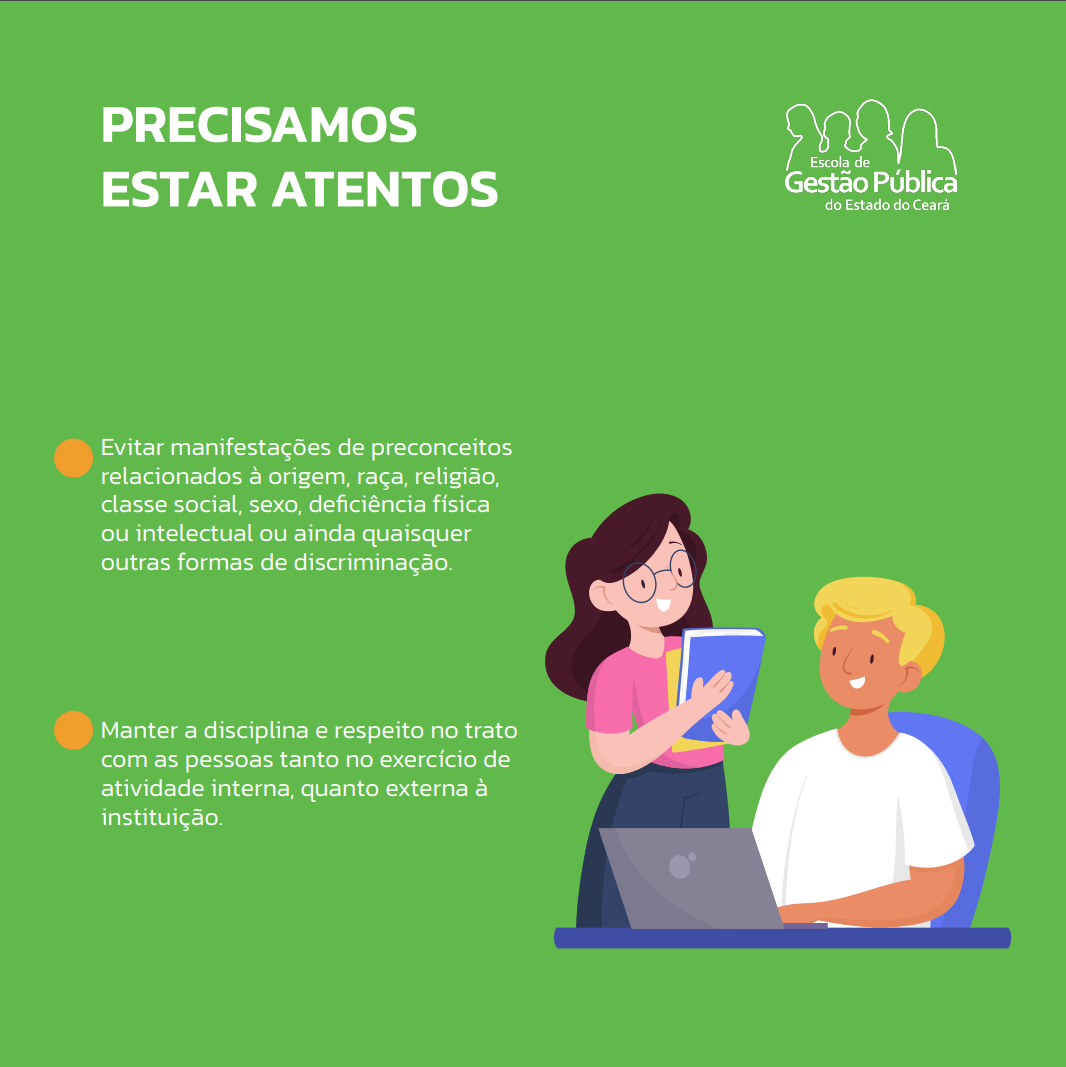 PRECISAMOS
ESTAR ATENTOS
Escola de
Gestão Pública
do Estado do Ceará
Evitar manifestações de preconceitos
relacionados à origem, raça, religião,
classe social, sexo, deficiência física
ou intelectual ou ainda quaisquer
outras formas de discriminação.
Manter a disciplina e respeito no trato
com as pessoas tanto no exercício de
atividade interna, quanto externa à
instituição.